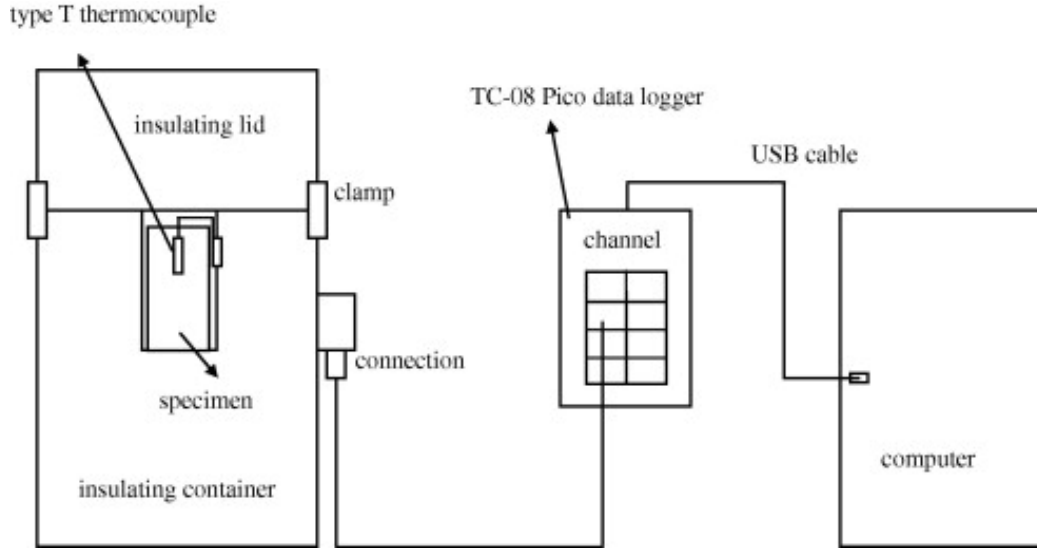 type T thermocouple
insulating lid
TC-08 Pico data logger
USB cable
clamp
channel
connection
specimen
computer
insulating container